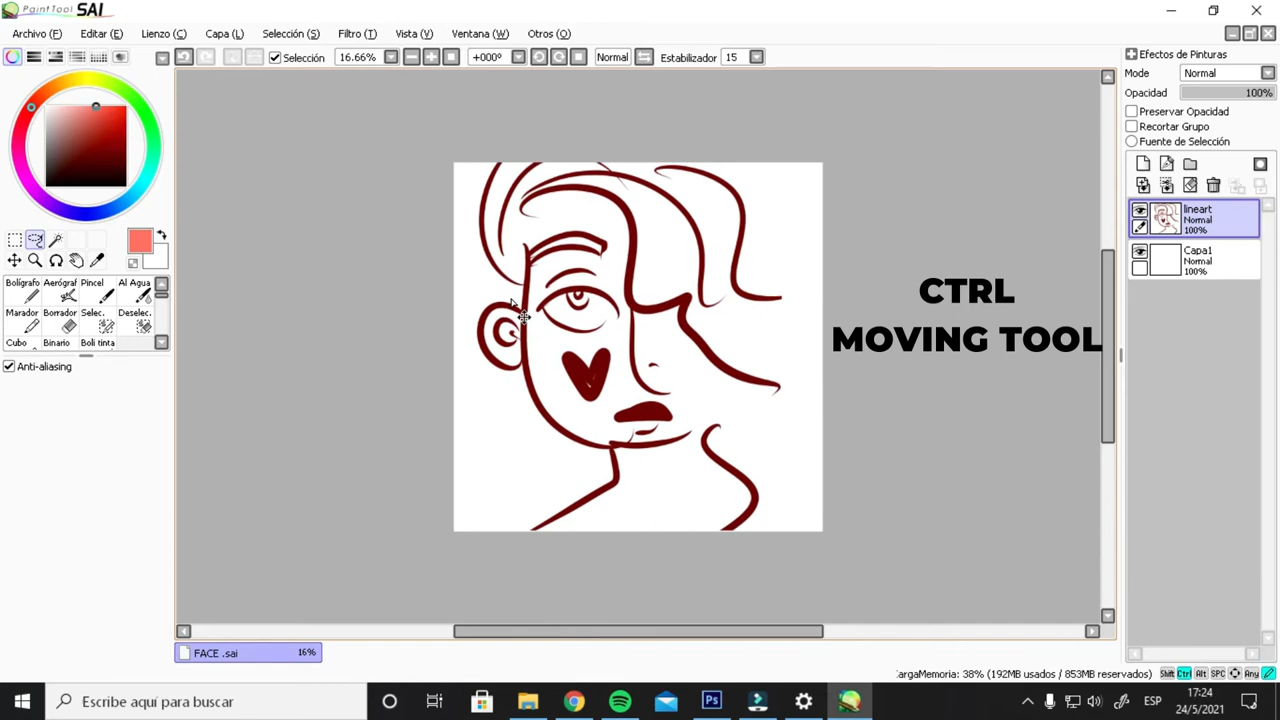 PaintTool SAI
Archivo (F) Editar (E) Lienzo (C) Capa (L) Selección (S) Filtro (T) Vista (V) Ventana (W) Otros (O)
Selección 16.66% +000º Normal Estabilizador 15
Efectos de Pinturas
Mode Normal
Opacidad 100%
Preservar Opacidad
Recortar Grupo
Fuente de Selección
lineart
Normal
100%
Capa1
Normal
100%
Bolígrafo Aerógraf Pincel Al Agua
Marador Borrador Selec. Deselec.
Cubo Binario Boli tinta
Anti-aliasing
CTRL
MOVING TOOL
FACE .sai 16%
CargaMemoria: 38% (192MB usados / 853MB reservados) Shift Ctrl Alt SPC Any
Escribe aquí para buscar
Ps
ESP
17:24
24/5/2021